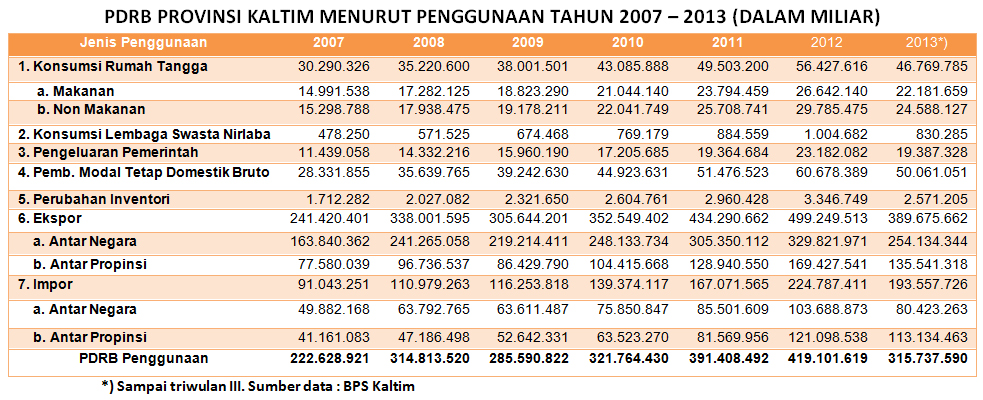 PDRB PROVINSI KALTIM MENURUT PENGGUNAAN TAHUN 2007 – 2013 (DALAM MILIAR)
Jenis Penggunaan 2007 2008 2009 2010 2011 2012 2013*)
1. Konsumsi Rumah Tangga 30.290.326 35.220.600 38.001.501 43.085.888 49.503.200 56.427.616 46.769.785
a. Makanan 14.991.538 17.282.125 18.823.290 21.044.140 23.794.459 26.642.140 22.181.659
b. Non Makanan 15.298.788 17.938.475 19.178.211 22.041.749 25.708.741 29.785.475 24.588.127
2. Konsumsi Lembaga Swasta Nirlaba 478.250 571.525 674.468 769.179 884.559 1.004.682 830.285
3. Pengeluaran Pemerintah 11.439.058 14.332.216 15.960.190 17.205.685 19.364.684 23.182.082 19.387.328
4. Pemb. Modal Tetap Domestik Bruto 28.331.855 35.639.765 39.242.630 44.923.631 51.476.523 60.678.389 50.061.051
5. Perubahan Inventori 1.712.282 2.027.082 2.321.650 2.604.761 2.960.428 3.346.749 2.571.205
6. Ekspor 241.420.401 338.001.595 305.644.201 352.549.402 434.290.662 499.249.513 389.675.662
a. Antar Negara 163.840.362 241.265.058 219.214.411 248.133.734 305.350.112 329.821.971 254.134.344
b. Antar Propinsi 77.580.039 96.736.537 86.429.790 104.415.668 128.940.550 169.427.541 135.541.318
7. Impor 91.043.251 110.979.263 116.253.818 139.374.117 167.071.565 224.787.411 193.557.726
a. Antar Negara 49.882.168 63.792.765 63.611.487 75.850.847 85.501.609 103.688.873 80.423.263
b. Antar Propinsi 41.161.083 47.186.498 52.642.331 63.523.270 81.569.956 121.098.538 113.134.463
PDRB Penggunaan 222.628.921 314.813.520 285.590.822 321.764.430 391.408.492 419.101.619 315.737.590
*) Sampai triwulan III. Sumber data : BPS Kaltim